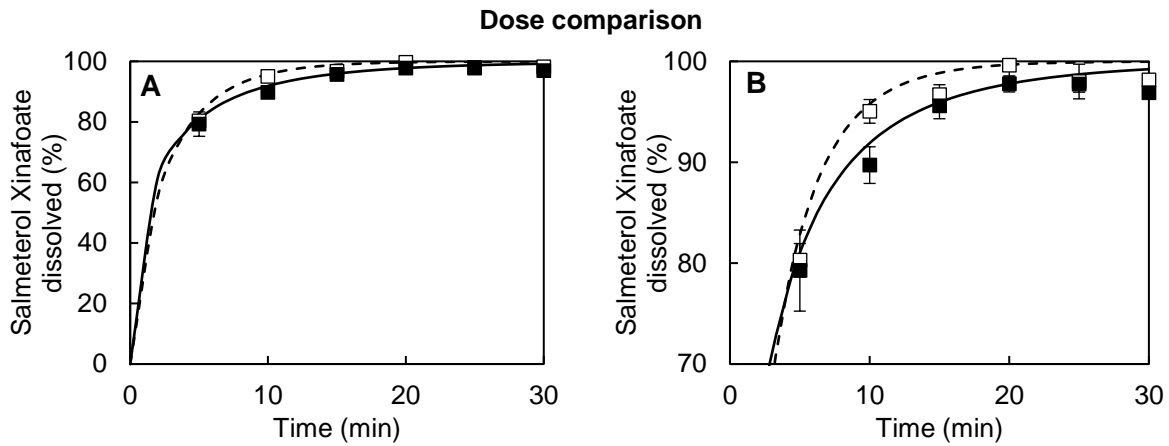 Dose comparison
A
Salmeterol Xinafoate
dissolved (%)
100
80
60
40
20
0
0 10 20 30
Time (min)
B
Salmeterol Xinafoate
dissolved (%)
100
90
80
70
0 10 20 30
Time (min)